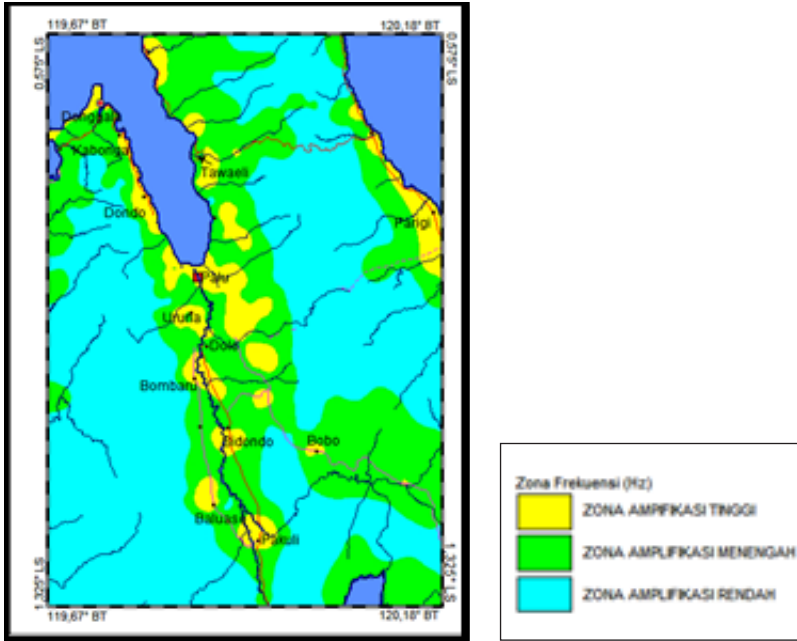 119,67° BT
120,18° BT
0,575° LS
0,575° LS
Donggala
Kabonga
Tawaeli
Dondo
Parigi
Palu
Uruna
Dolo
Bombaru
Bidondo
Bobo
Baluase
Pakuli
1,325° LS
1,325° LS
119,67° BT
120,18° BT
Zona Frekuensi (Hz)
ZONA AMPIFIKASI TINGGI
ZONA AMPLIFIKASI MENENGAH
ZONA AMPLIFIKASI RENDAH